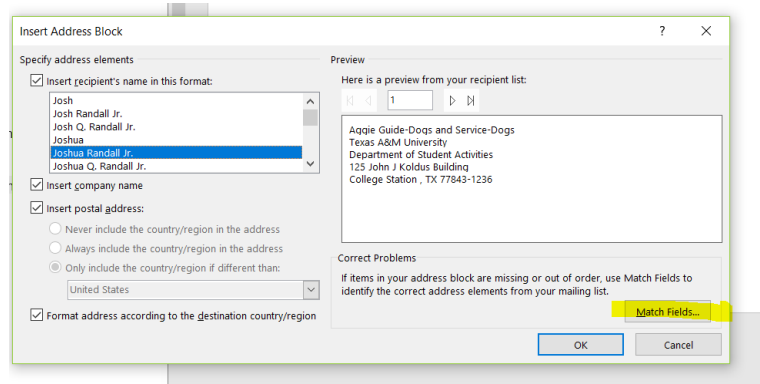 Insert Address Block
? X
Specify address elements
Insert recipient's name in this format:
Josh
Josh Randall Jr.
Josh Q. Randall Jr.
Joshua
Joshua Randall Jr.
Joshua Q. Randall Jr.
Insert company name
Insert postal address:
Never include the country/region in the address
Always include the country/region in the address
Only include the country/region if different than:
United States
Format address according to the destination country/region
Preview
Here is a preview from your recipient list:
1
Aggie Guide-Dogs and Service-Dogs
Texas A&M University
Department of Student Activities
125 John J Koldus Building
College Station , TX 77843-1236
Correct Problems
If items in your address block are missing or out of order, use Match Fields to
identify the correct address elements from your mailing list.
Match Fields...
OK
Cancel